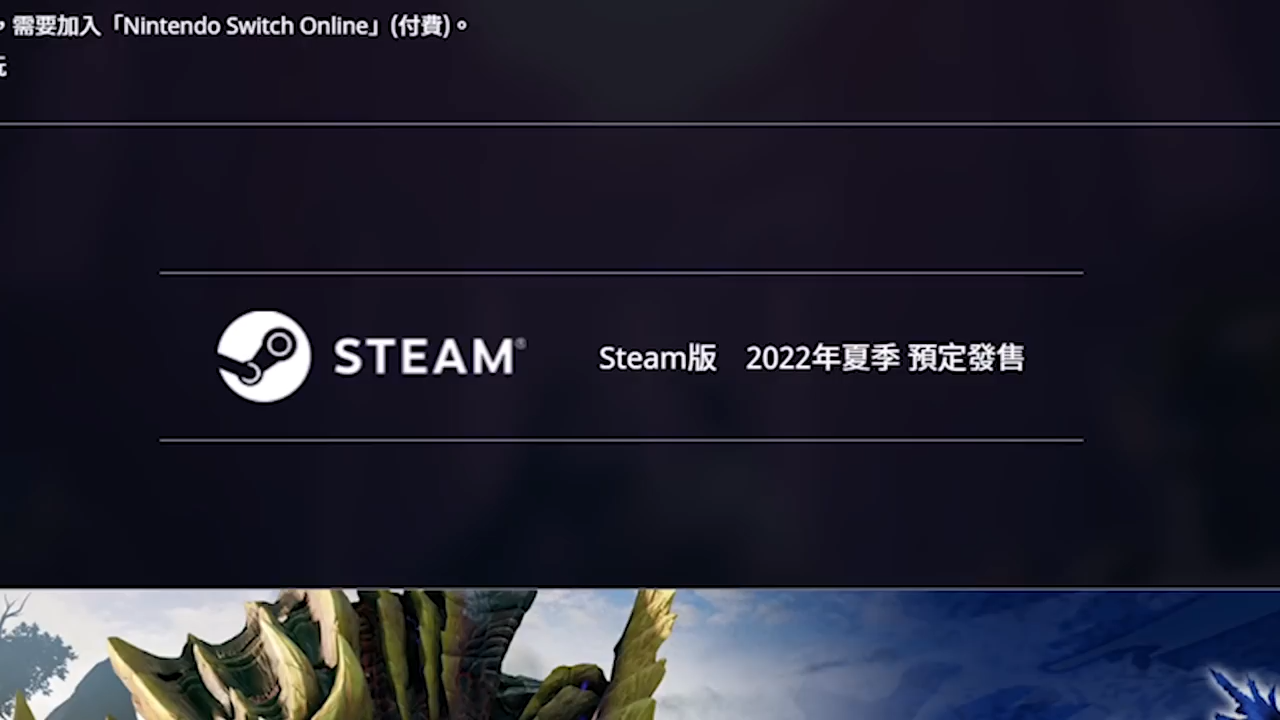 ，需要加入「Nintendo Switch Online」(付費)。
玩
STEAM®
Steam版 2022年夏季 預定發售